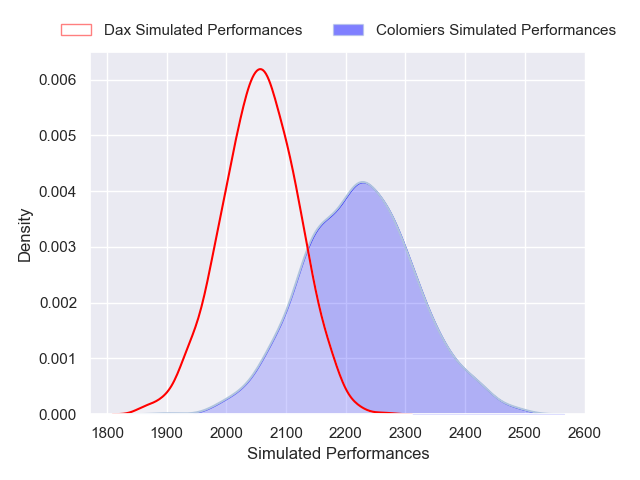 Dax Simulated Performances Colomiers Simulated Performances
0.006
0.005
0.004
0.003
0.002
0.001
0.000
Density
1800 1900 2000 2100 2200 2300 2400 2500 2600
Simulated Performances